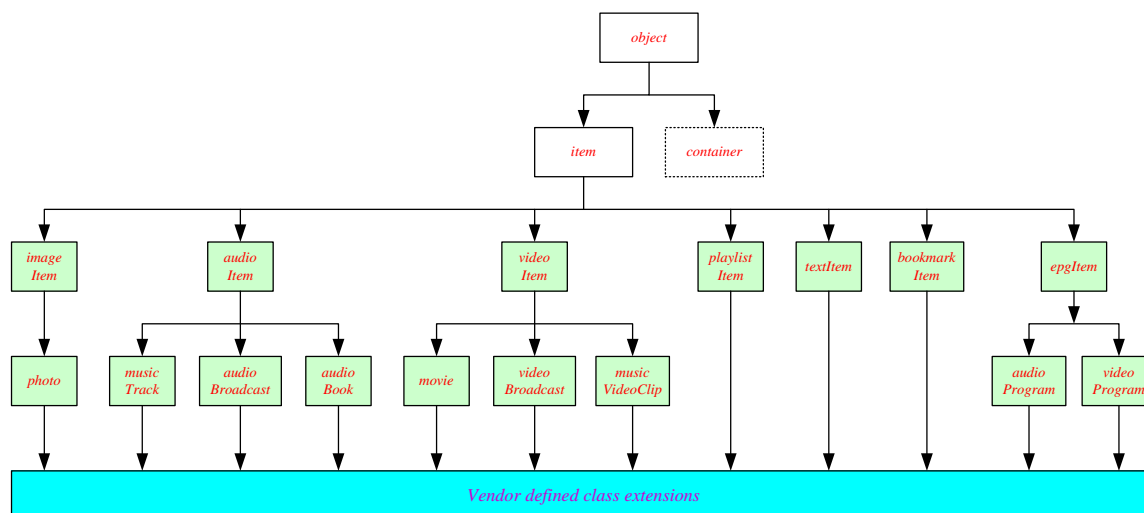 object
item
container
image
Item
audio
Item
video
Item
playlist
Item
textItem
bookmark
Item
epgItem
photo
music
Track
audio
Broadcast
audio
Book
movie
video
Broadcast
music
VideoClip
audio
Program
video
Program
Vendor defined class extensions